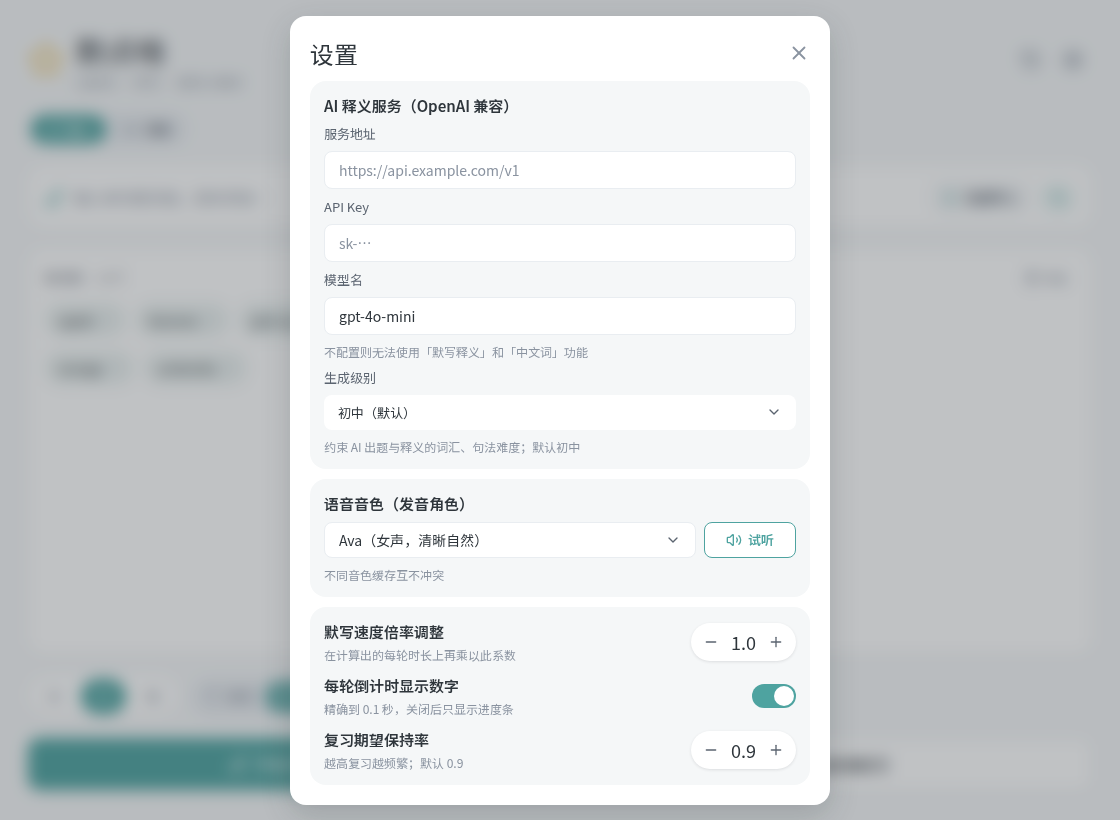 设置
AI 释义服务（OpenAI 兼容）
服务地址
https://api.example.com/v1
API Key
sk-···
模型名
gpt-4o-mini
不配置则无法使用「默写释义」和「中文词」功能
生成级别
初中（默认）
约束 AI 出题与释义的词汇、句法难度；默认初中
语音音色（发音角色）
Ava（女声，清晰自然）
试听
不同音色缓存互不冲突
默写速度倍率调整
在计算出的每轮时长上再乘以此系数
− 1.0 +
每轮倒计时显示数字
精确到 0.1 秒，关闭后只显示进度条
复习期望保持率
越高复习越频繁；默认 0.9
− 0.9 +